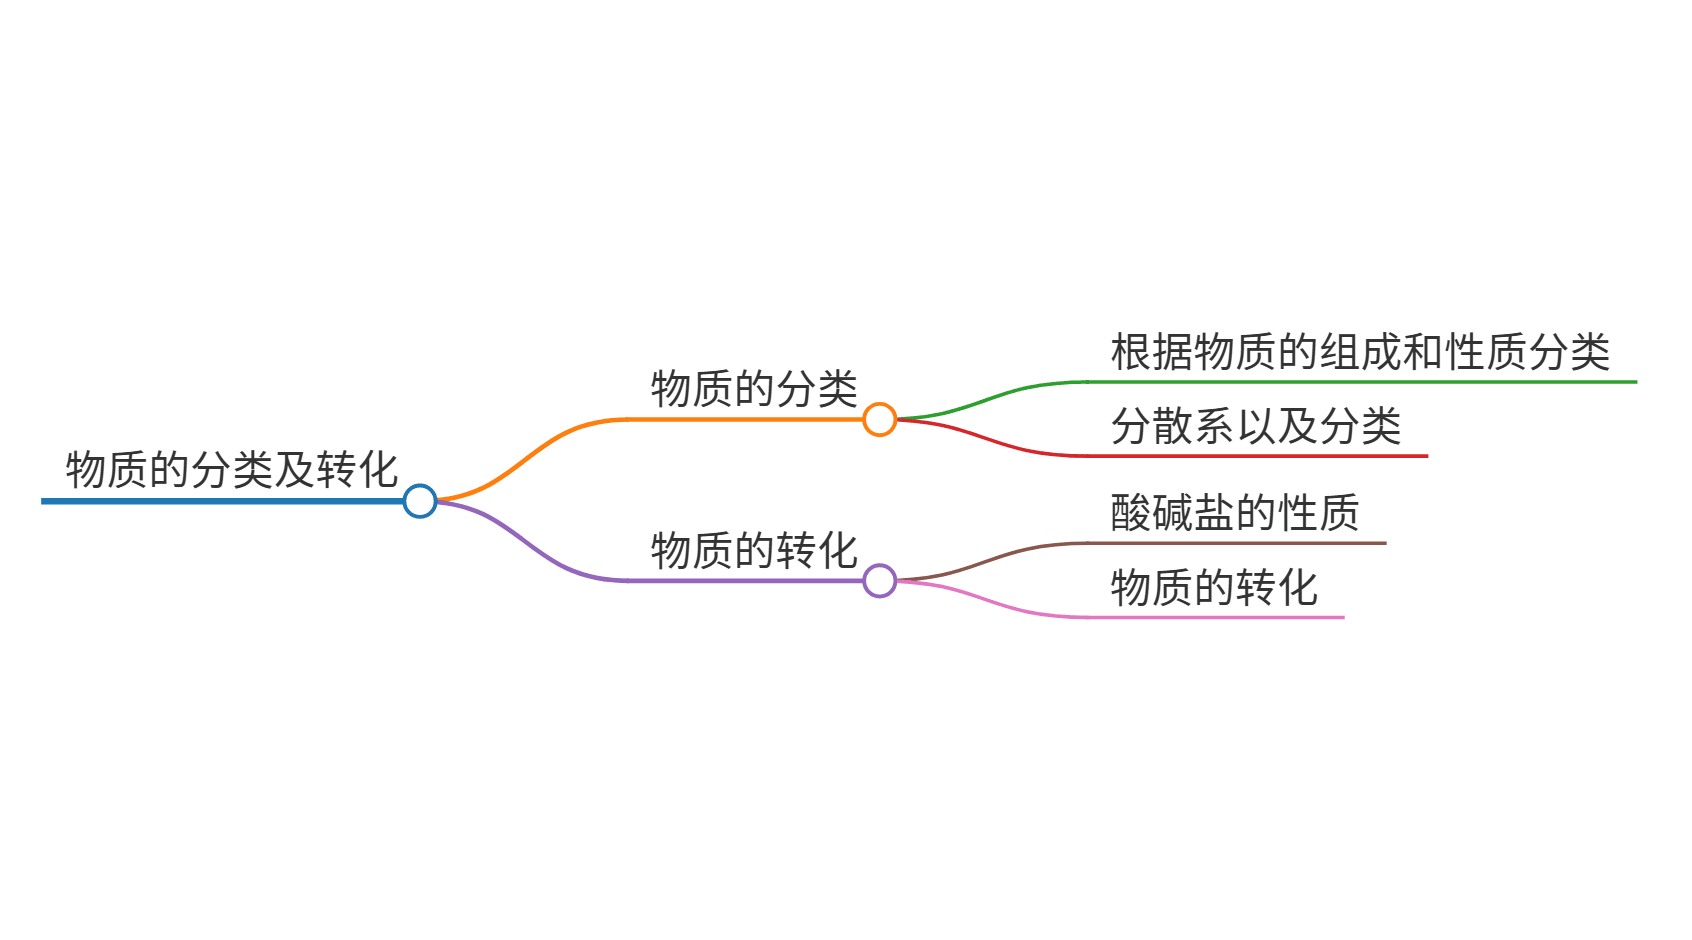 物质的分类及转化
物质的分类
根据物质的组成和性质分类
分散系以及分类
物质的转化
酸碱盐的性质
物质的转化